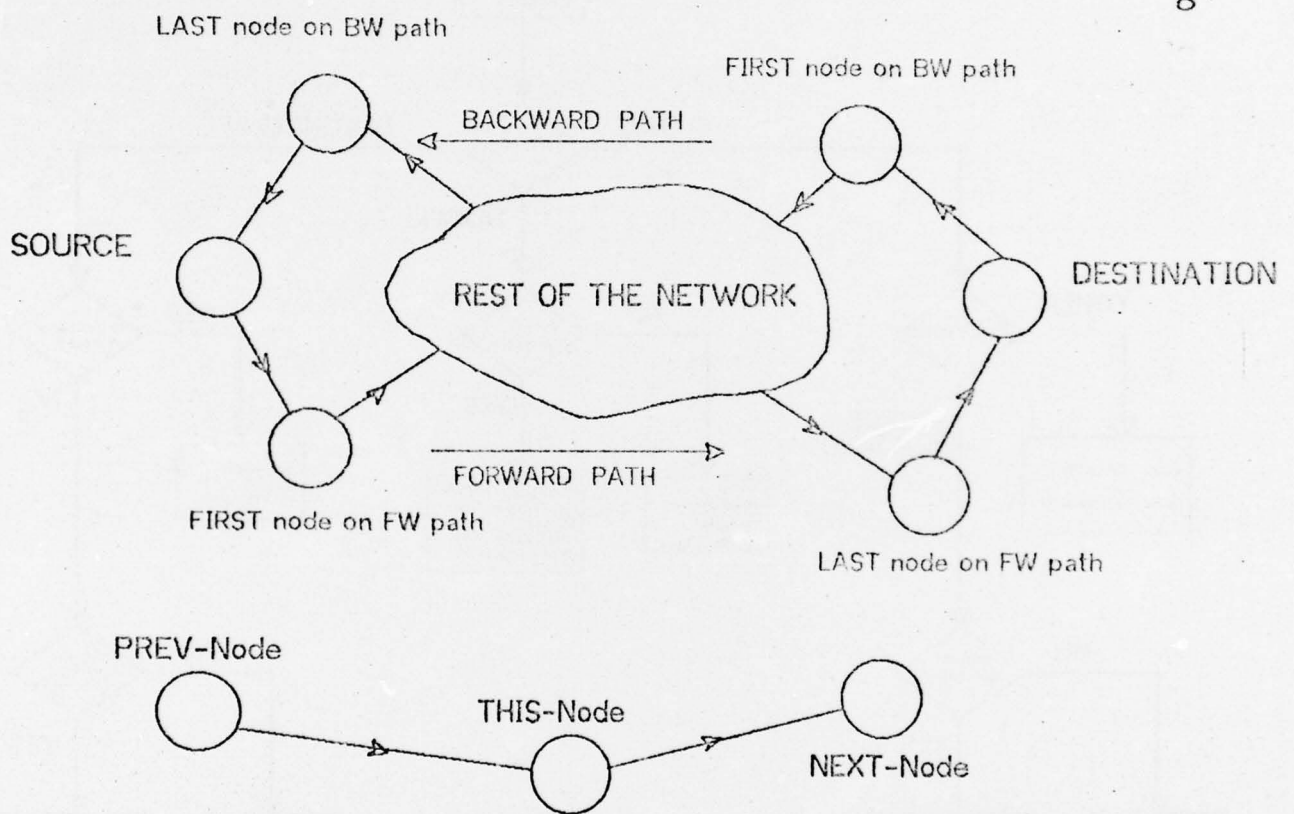 LAST node on BW path
FIRST node on BW path
BACKWARD PATH
SOURCE
REST OF THE NETWORK
DESTINATION
FORWARD PATH
FIRST node on FW path
LAST node on FW path
PREV-Node
THIS-Node
NEXT-Node